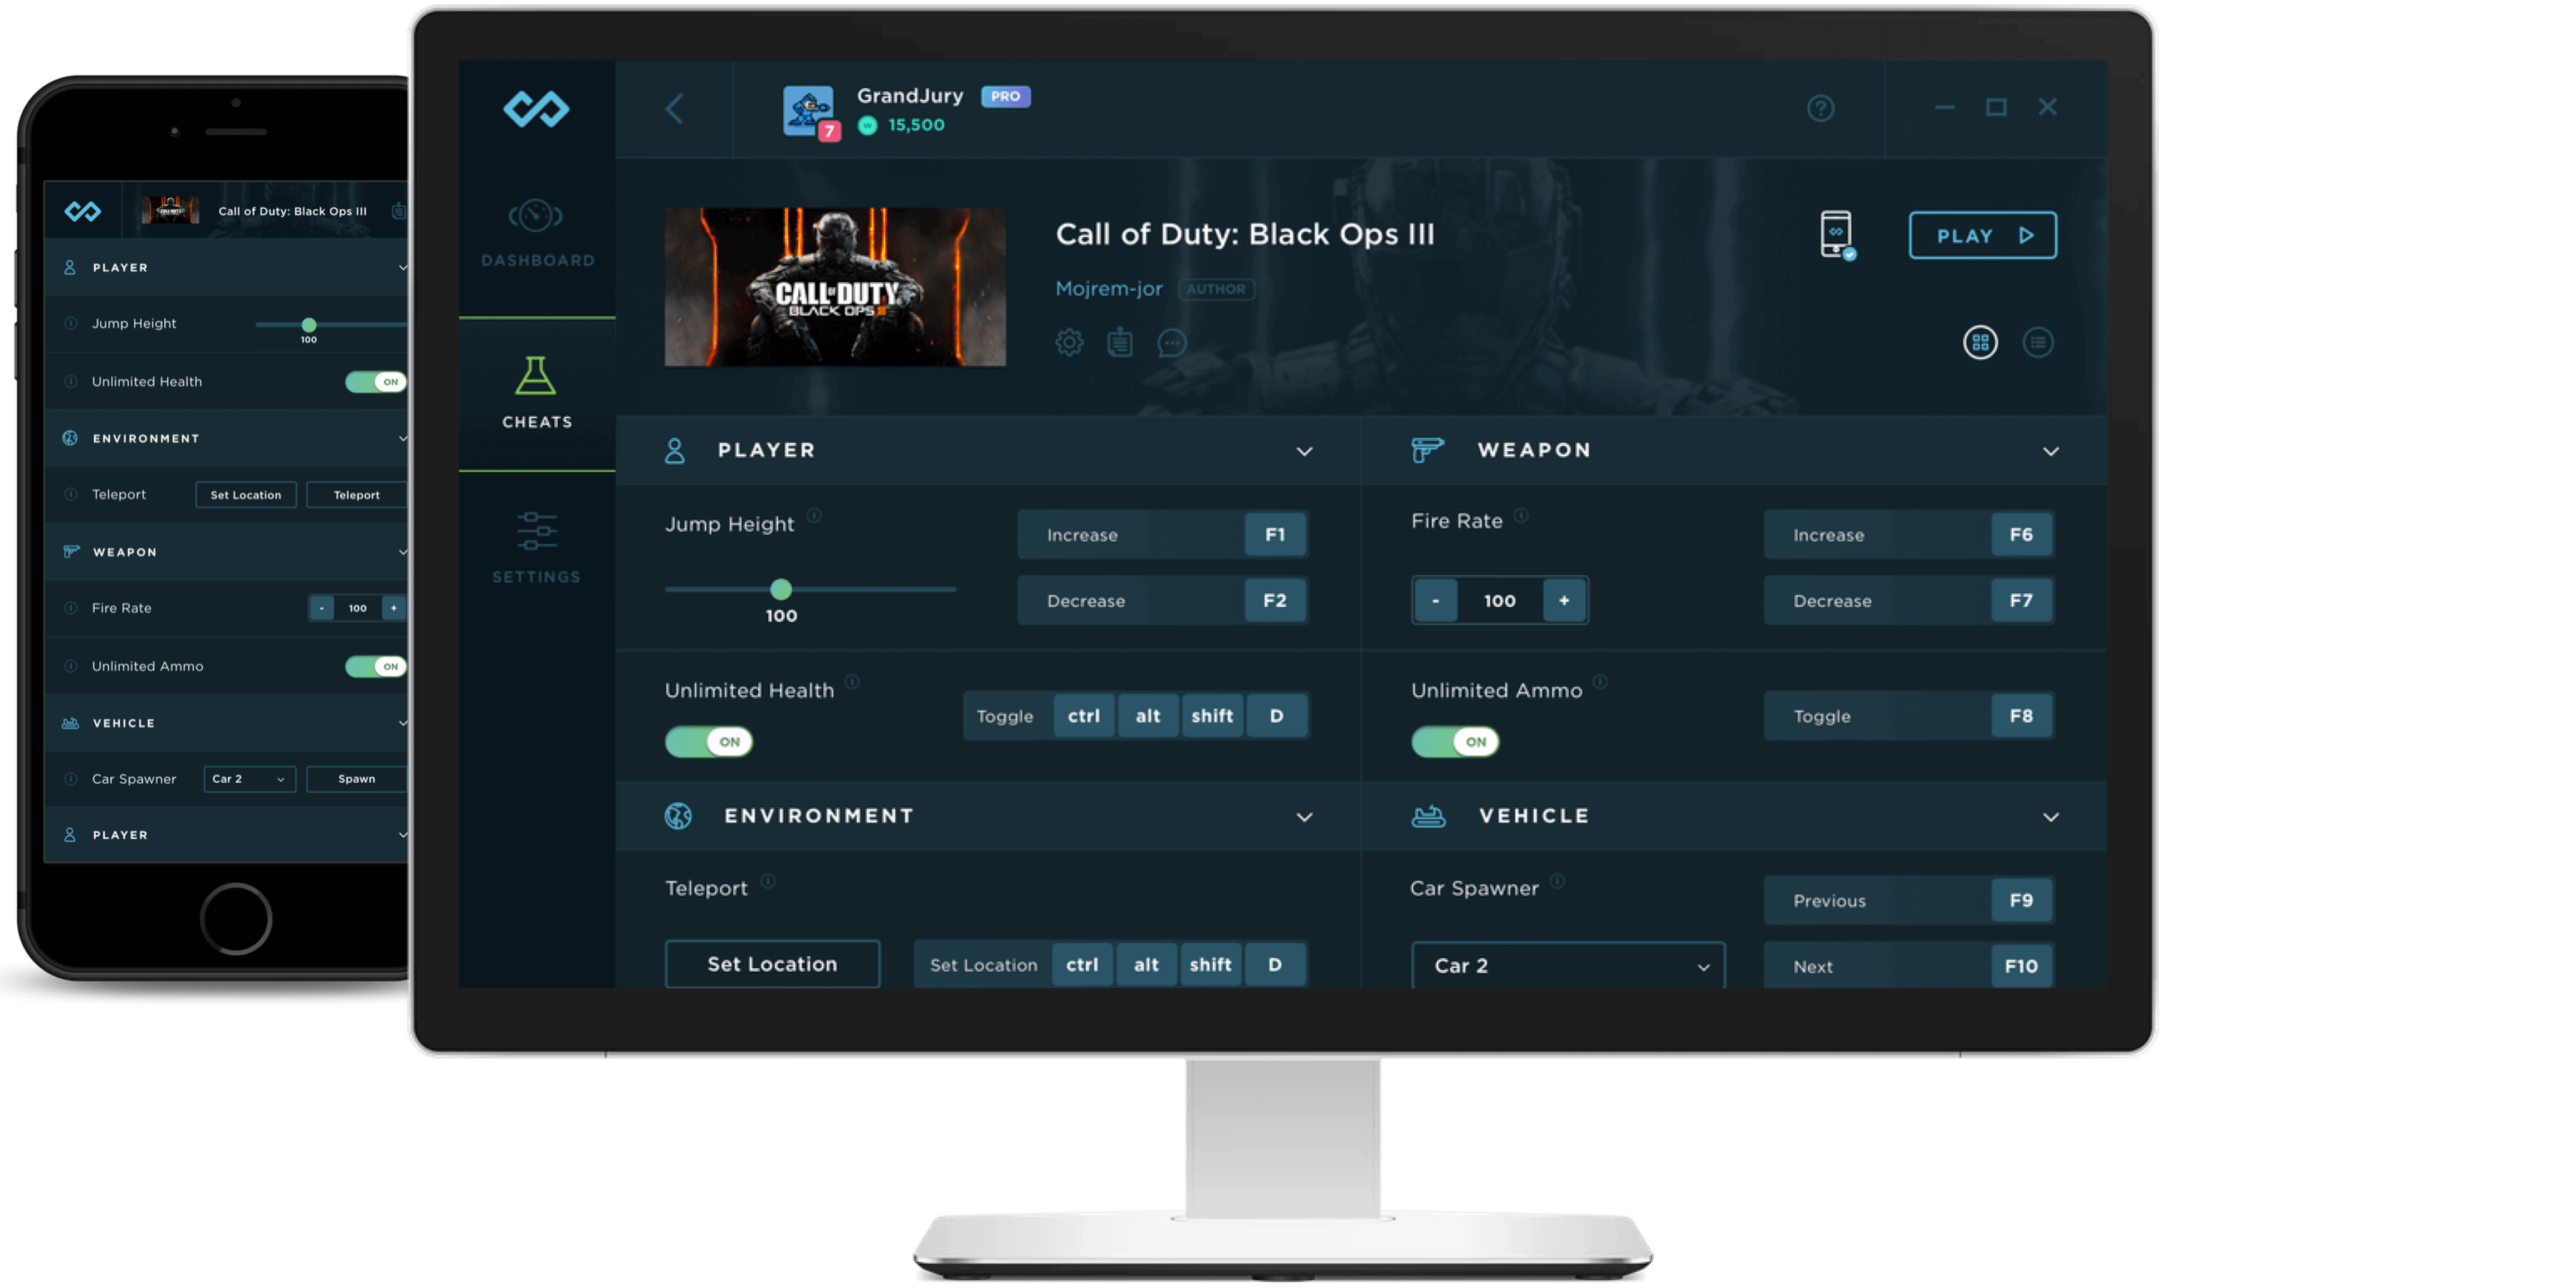 Call of Duty: Black Ops III
PLAYER
Jump Height
100
Unlimited Health
ON
ENVIRONMENT
Teleport
Set Location
Teleport
WEAPON
Fire Rate
- 100 +
Unlimited Ammo
ON
VEHICLE
Car Spawner
Car 2
Spawn
PLAYER
GrandJury PRO
7
15,500
DASHBOARD
CHEATS
SETTINGS
CALL OF DUTY
BLACK OPS III
Call of Duty: Black Ops III
PLAY
Mojrem-jor AUTHOR
PLAYER
Jump Height
Increase F1
100
Decrease F2
Unlimited Health
ON
Toggle ctrl alt shift D
WEAPON
Fire Rate
Increase F6
- 100 +
Decrease F7
Unlimited Ammo
ON
Toggle F8
ENVIRONMENT
Teleport
Set Location
Set Location ctrl alt shift D
VEHICLE
Car Spawner
Previous F9
Car 2
Next F10